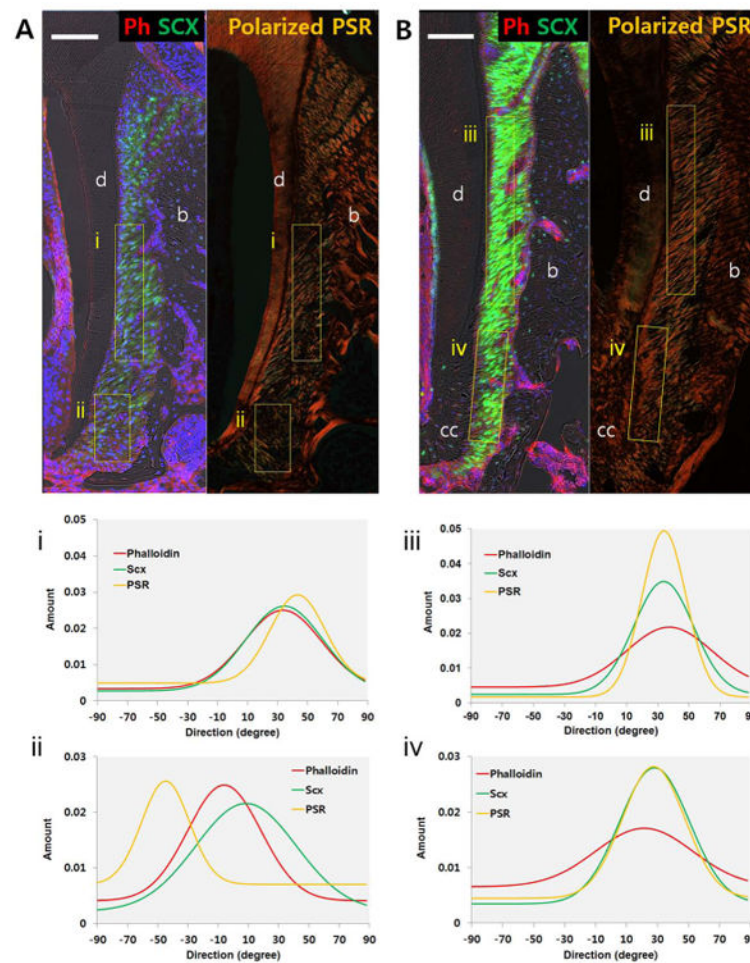 A Ph SCX Polarized PSR
d
i
b
ii
d
i
b
ii
B Ph SCX Polarized PSR
iii
d
b
iv
cc
iii
d
b
iv
cc
i
0.05
0.04
0.03
0.02
0.01
0
Amount
Phalloidin
Scx
PSR
-90 -70 -50 -30 -10 10 30 50 70 90
Direction (degree)
iii
0.05
0.04
0.03
0.02
0.01
0
Amount
Phalloidin
Scx
PSR
-90 -70 -50 -30 -10 10 30 50 70 90
Direction (degree)
ii
0.03
0.02
0.01
0
Amount
Phalloidin
Scx
PSR
-90 -70 -50 -30 -10 10 30 50 70 90
Direction (degree)
iv
0.03
0.02
0.01
0
Amount
Phalloidin
Scx
PSR
-90 -70 -50 -30 -10 10 30 50 70 90
Direction (degree)